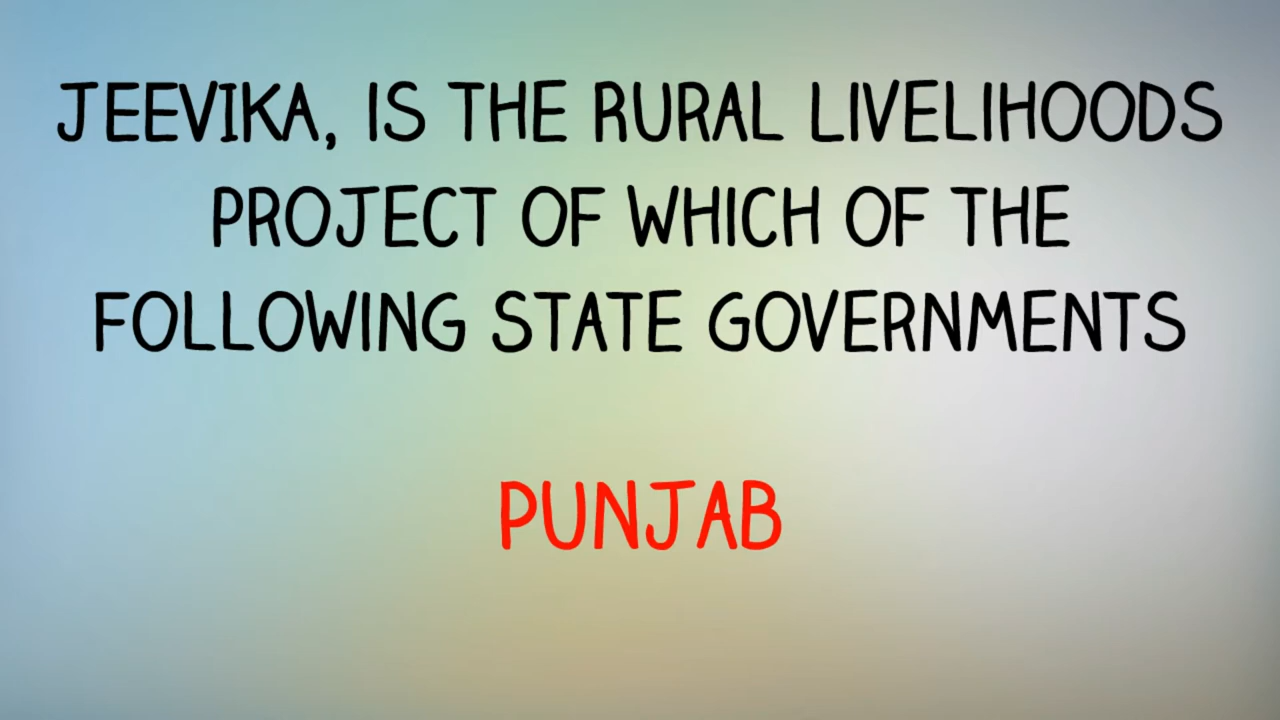 JEEVIKA, IS THE RURAL LIVELIHOODS
PROJECT OF WHICH OF THE
FOLLOWING STATE GOVERNMENTS
PUNJAB